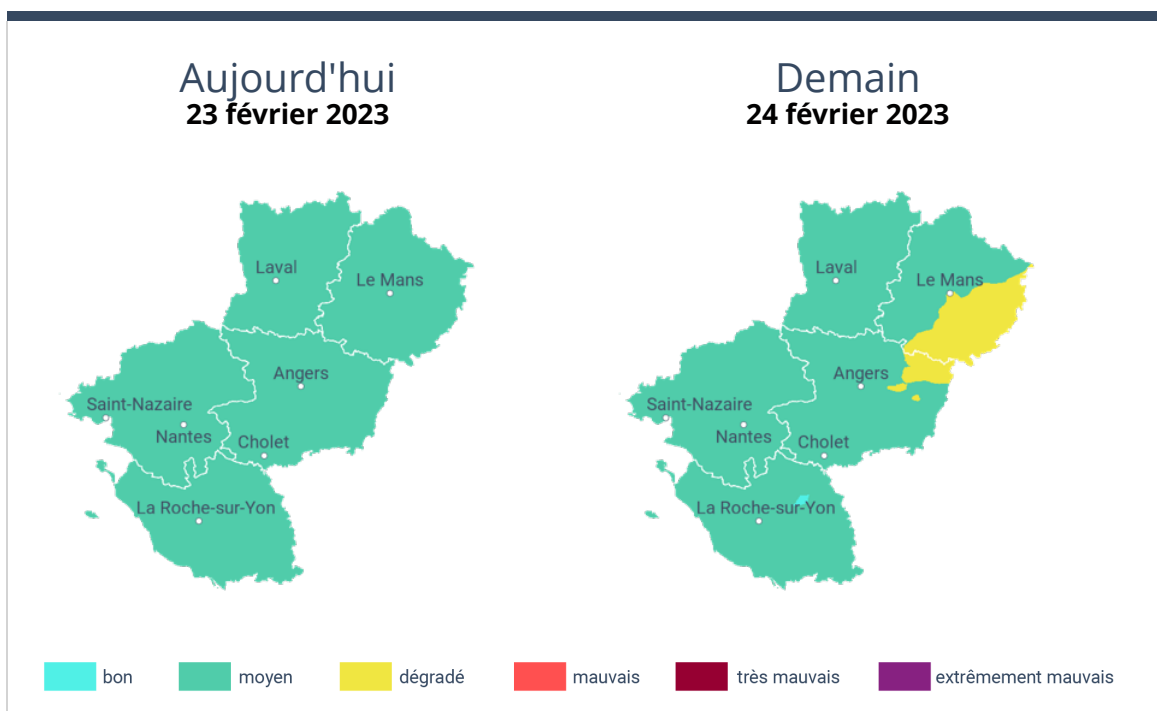 Aujourd'hui
23 février 2023
Laval
Le Mans
Angers
Saint-Nazaire
Nantes
Cholet
La Roche-sur-Yon
Demain
24 février 2023
Laval
Le Mans
Angers
Saint-Nazaire
Nantes
Cholet
La Roche-sur-Yon
bon
moyen
dégradé
mauvais
très mauvais
extrêmement mauvais